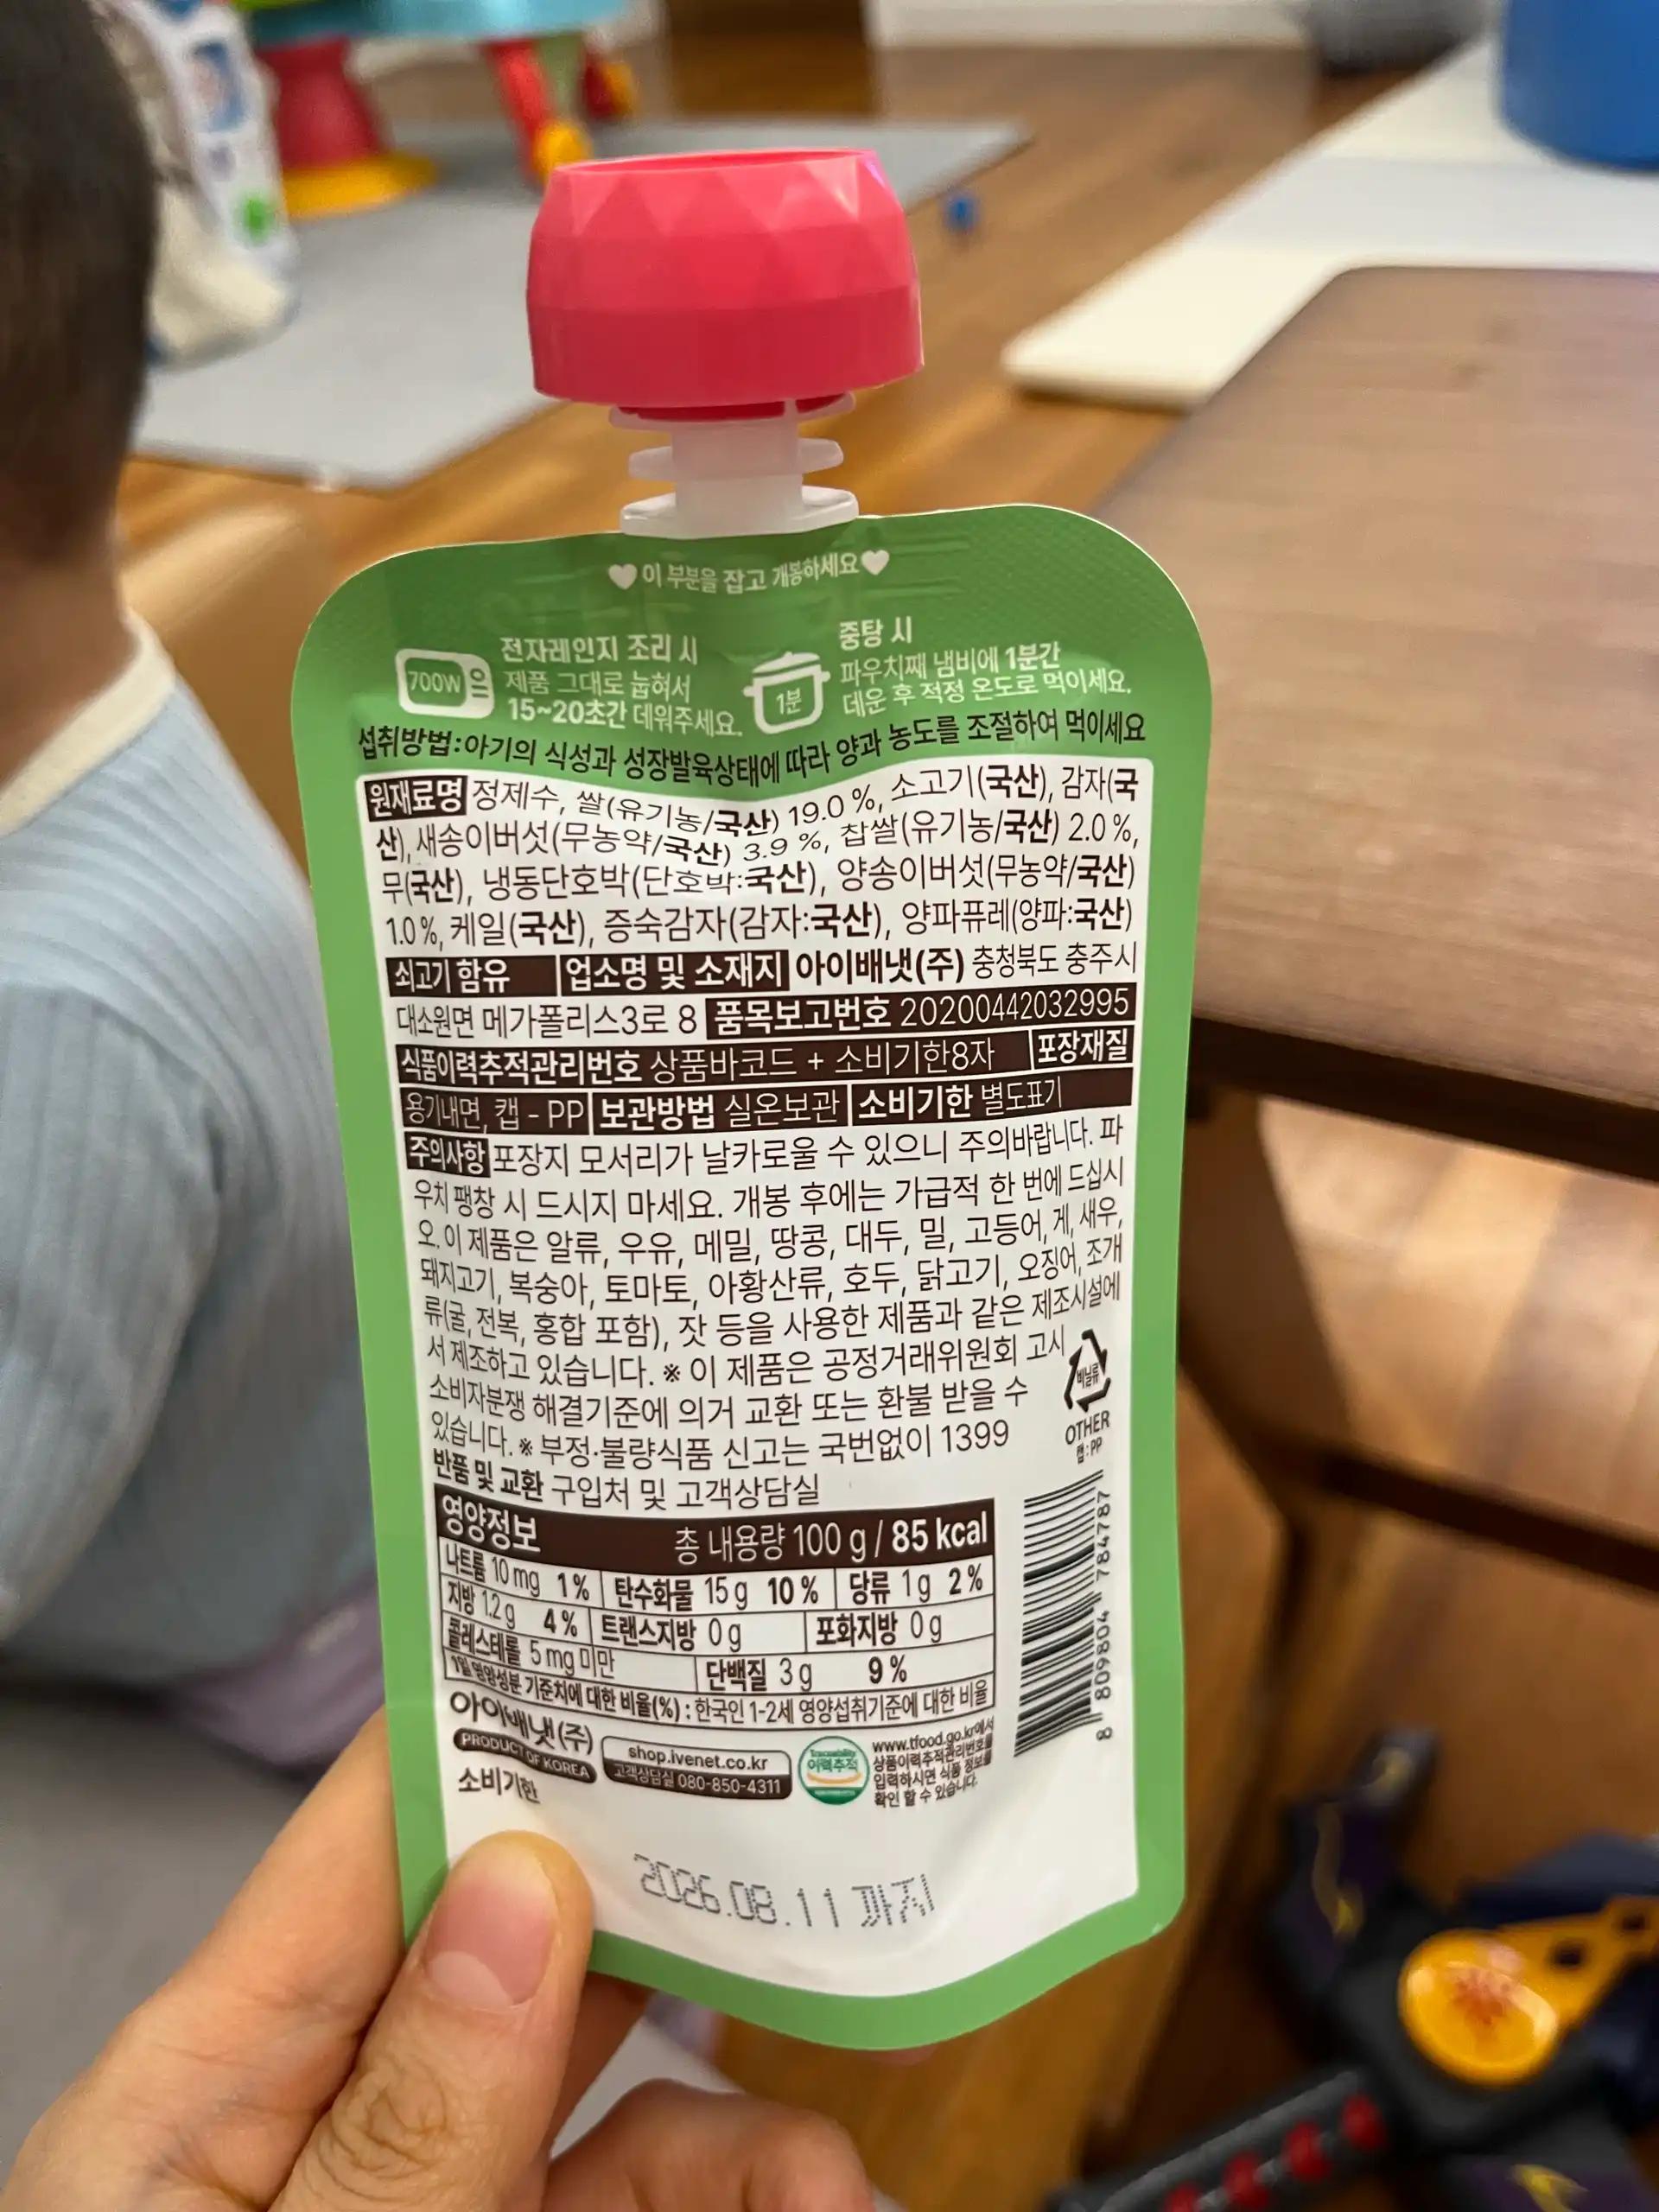 ♥이 부분을 잡고 개봉하세요♥
700W
전자레인지 조리 시
제품 그대로 눕혀서
15~20초간 데워주세요.
1분
중탕 시
파우치째 냄비에 1분간
데운 후 적정 온도로 먹이세요.
섭취방법:아기의 식성과 성장발육상태에 따라 양과 농도를 조절하여 먹이세요
원재료명 정제수, 쌀(유기농/국산) 19.0 %, 소고기(국산), 감자(국
산), 새송이버섯(무농약/국산) 3.9 %, 찹쌀(유기농/국산) 2.0 %,
무(국산), 냉동단호박(단호박:국산), 양송이버섯(무농약/국산)
1.0 %, 케일(국산), 증숙감자(감자:국산), 양파퓨레(양파:국산)
쇠고기 함유 업소명 및 소재지 아이배냇(주) 충청북도 충주시
대소원면 메가폴리스3로 8 품목보고번호 20200442032995
식품이력추적관리번호 상품바코드 + 소비기한8자 포장재질
용기내면, 캡 - PP 보관방법 실온보관 소비기한 별도표기
주의사항 포장지 모서리가 날카로울 수 있으니 주의바랍니다. 파
우치 팽창 시 드시지 마세요. 개봉 후에는 가급적 한 번에 드십시
오. 이 제품은 알류, 우유, 메밀, 땅콩, 대두, 밀, 고등어, 게, 새우,
돼지고기, 복숭아, 토마토, 아황산류, 호두, 닭고기, 오징어, 조개
류(굴, 전복, 홍합 포함), 잣 등을 사용한 제품과 같은 제조시설에
서 제조하고 있습니다. ※ 이 제품은 공정거래위원회 고시
소비자분쟁 해결기준에 의거 교환 또는 환불 받을 수
있습니다. ※ 부정·불량식품 신고는 국번없이 1399
반품 및 교환 구입처 및 고객상담실
비닐류
OTHER
캡:PP
영양정보 총 내용량 100 g / 85 kcal
나트륨 10 mg 1% 탄수화물 15 g 10 % 당류 1 g 2 %
지방 1.2 g 4 % 트랜스지방 0 g 포화지방 0 g
콜레스테롤 5 mg 미만 단백질 3 g 9 %
1일 영양성분 기준치에 대한 비율(%) : 한국인 1-2세 영양섭취기준에 대한 비율
8 809804 784787
아이배냇(주)
PRODUCT OF KOREA
shop.ivenet.co.kr
고객상담실 080-850-4311
Traceability
이력추적
www.tfood.go.kr에서
상품이력추적관리번호를
입력하시면 식품 정보를
확인 할 수 있습니다.
소비기한
2026.08.11 까지